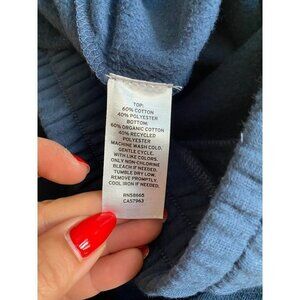 TOP:
60% COTTON
40% POLYESTER
BOTTOM:
60% ORGANIC COTTON
40% RECYCLED
POLYESTER
MACHINE WASH COLD.
GENTLE CYCLE.
WITH LIKE COLORS.
ONLY NON-CHLORINE
BLEACH IF NEEDED.
TUMBLE DRY LOW.
REMOVE PROMPTLY.
COOL IRON IF NEEDED.
RN58665
CA57963